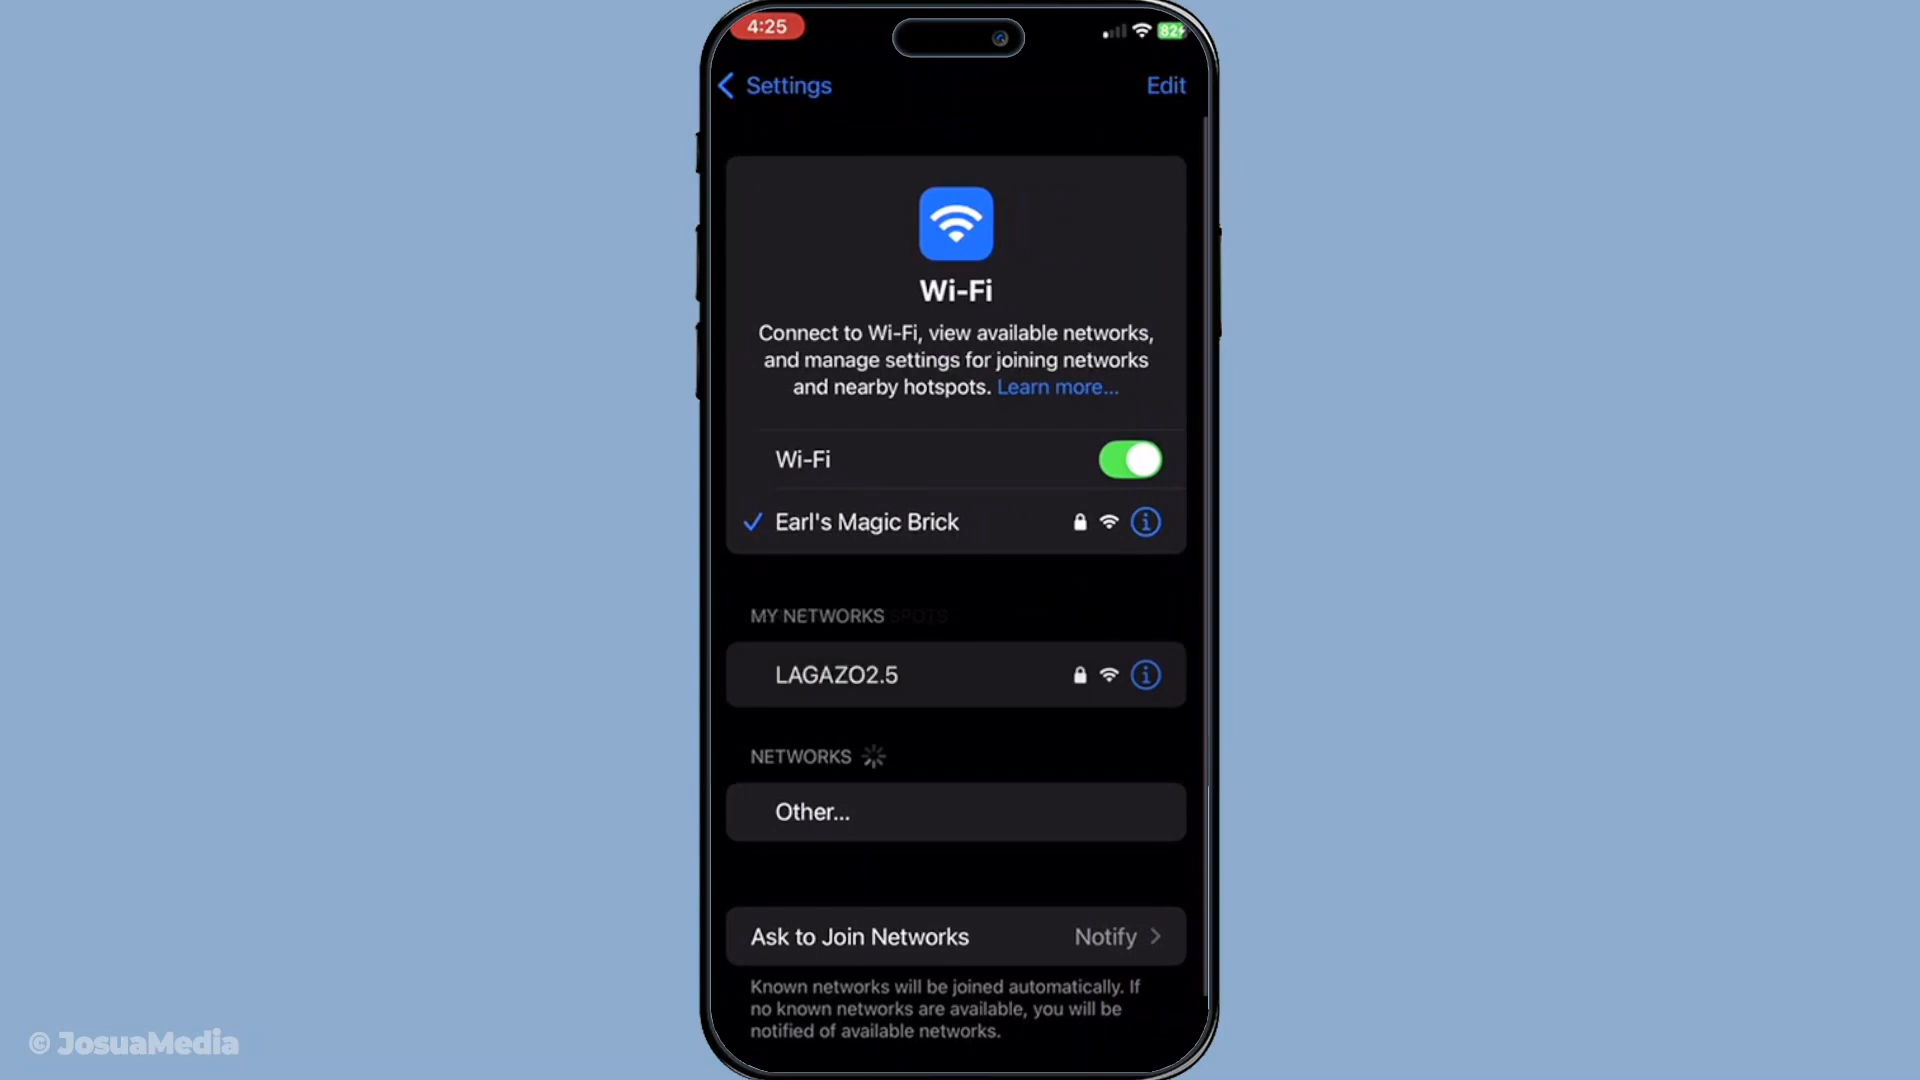 4:25
82
Settings
Edit
Wi-Fi
Connect to Wi-Fi, view available networks,
and manage settings for joining networks
and nearby hotspots. Learn more...
Wi-Fi
Earl's Magic Brick
MY NETWORKS
LAGAZO2.5
NETWORKS
Other...
Ask to Join Networks
Notify
Known networks will be joined automatically. If
no known networks are available, you will be
notified of available networks.
© JosuaMedia